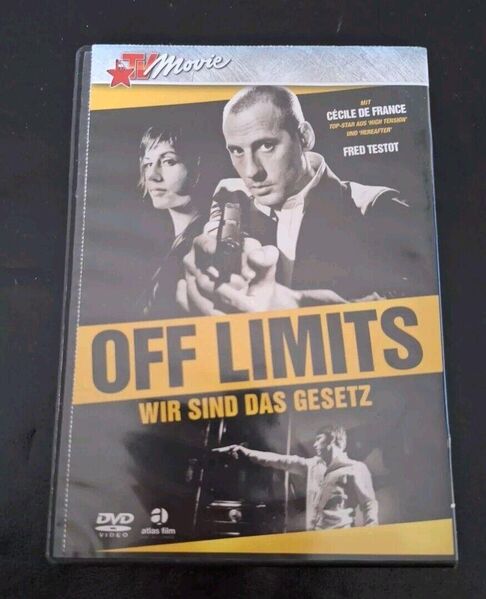 TV Movie
MIT
CÉCILE DE FRANCE
TOP-STAR AUS 'HIGH TENSION'
UND 'HEREAFTER'
FRED TESTOT
OFF LIMITS
WIR SIND DAS GESETZ
DVD
VIDEO
a
atlas film